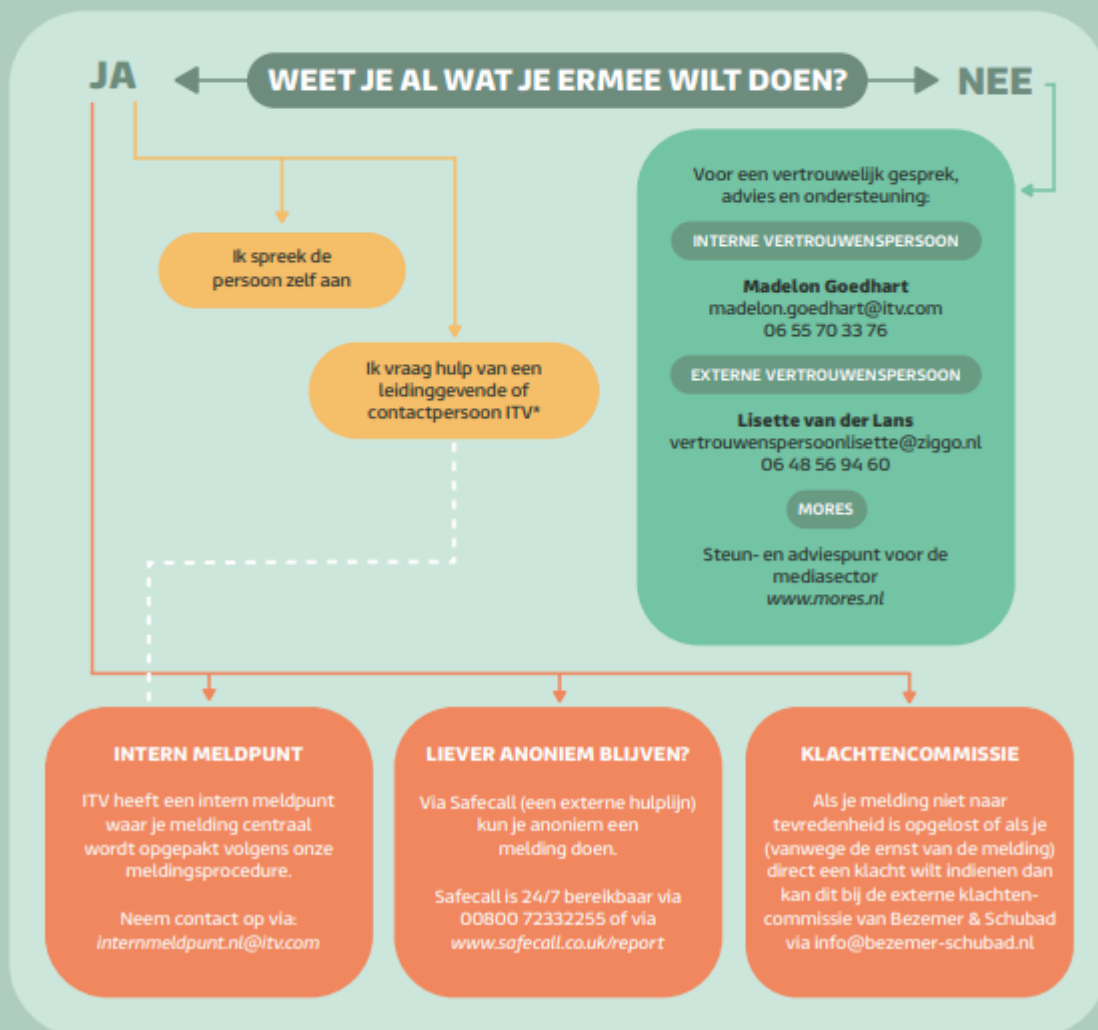 JA
WEET JE AL WAT JE ERMEE WILT DOEN?
NEE
Ik spreek de
persoon zelf aan
Ik vraag hulp van een
leidinggevende of
contactpersoon ITV*
Voor een vertrouwelijk gesprek,
advies en ondersteuning:
INTERNE VERTROUWENSPERSOON
Madelon Goedhart
madelon.goedhart@itv.com
06 55 70 33 76
EXTERNE VERTROUWENSPERSOON
Lisette van der Lans
vertrouwenspersoonlisette@ziggo.nl
06 48 56 94 60
MORES
Steun- en adviespunt voor de
mediasector
www.mores.nl
INTERN MELDPUNT
ITV heeft een intern meldpunt
waar je melding centraal
wordt opgepakt volgens onze
meldingsprocedure.
Neem contact op via:
internmeldpunt.nl@itv.com
LIEVER ANONIEM BLIJVEN?
Via Safecall (een externe hulplijn)
kun je anoniem een
melding doen.
Safecall is 24/7 bereikbaar via
00800 72332255 of via
www.safecall.co.uk/report
KLACHTENCOMMISSIE
Als je melding niet naar
tevredenheid is opgelost of als je
(vanwege de ernst van de melding)
direct een klacht wilt indienen dan
kan dit bij de externe klachten-
commissie van Bezemer & Schubad
via info@bezemer-schubad.nl